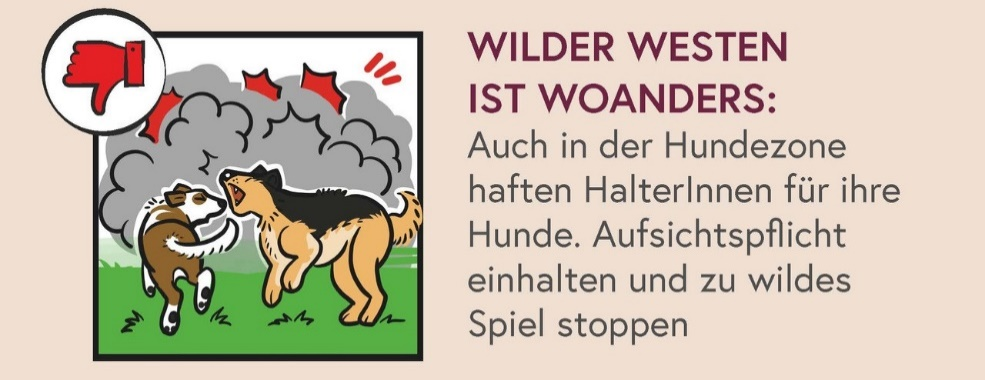 WILDER WESTEN
IST WOANDERS:
Auch in der Hundezone
haften HalterInnen für ihre
Hunde. Aufsichtspflicht
einhalten und zu wildes
Spiel stoppen